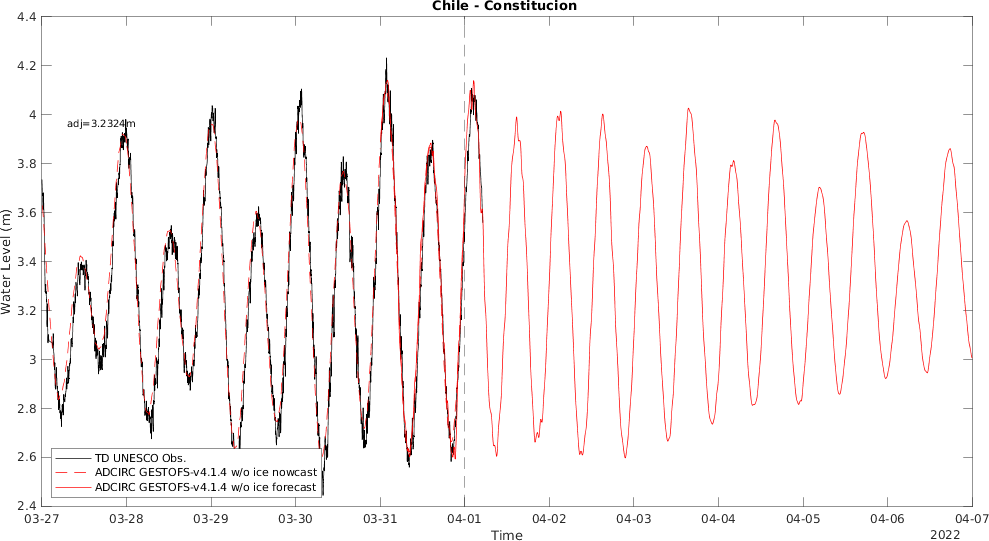 Chile - Constitucion
Water Level (m)
4.4
4.2
4
3.8
3.6
3.4
3.2
3
2.8
2.6
2.4
adj=3.2324m
TD UNESCO Obs.
ADCIRC GESTOFS-v4.1.4 w/o ice nowcast
ADCIRC GESTOFS-v4.1.4 w/o ice forecast
03-27 03-28 03-29 03-30 03-31 04-01 04-02 04-03 04-04 04-05 04-06 04-07
Time
2022